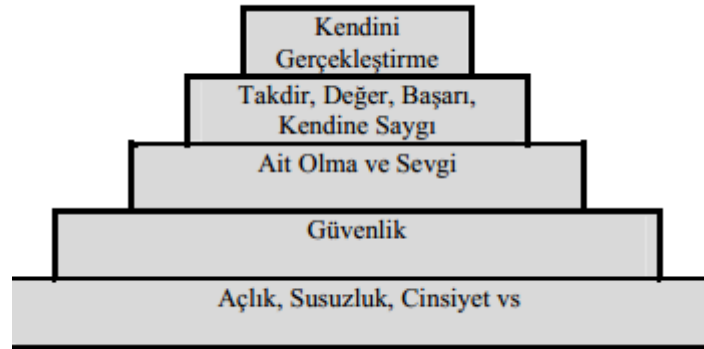 Kendini
Gerçekleştirme
Takdir, Değer, Başarı,
Kendine Saygı
Ait Olma ve Sevgi
Güvenlik
Açlık, Susuzluk, Cinsiyet vs